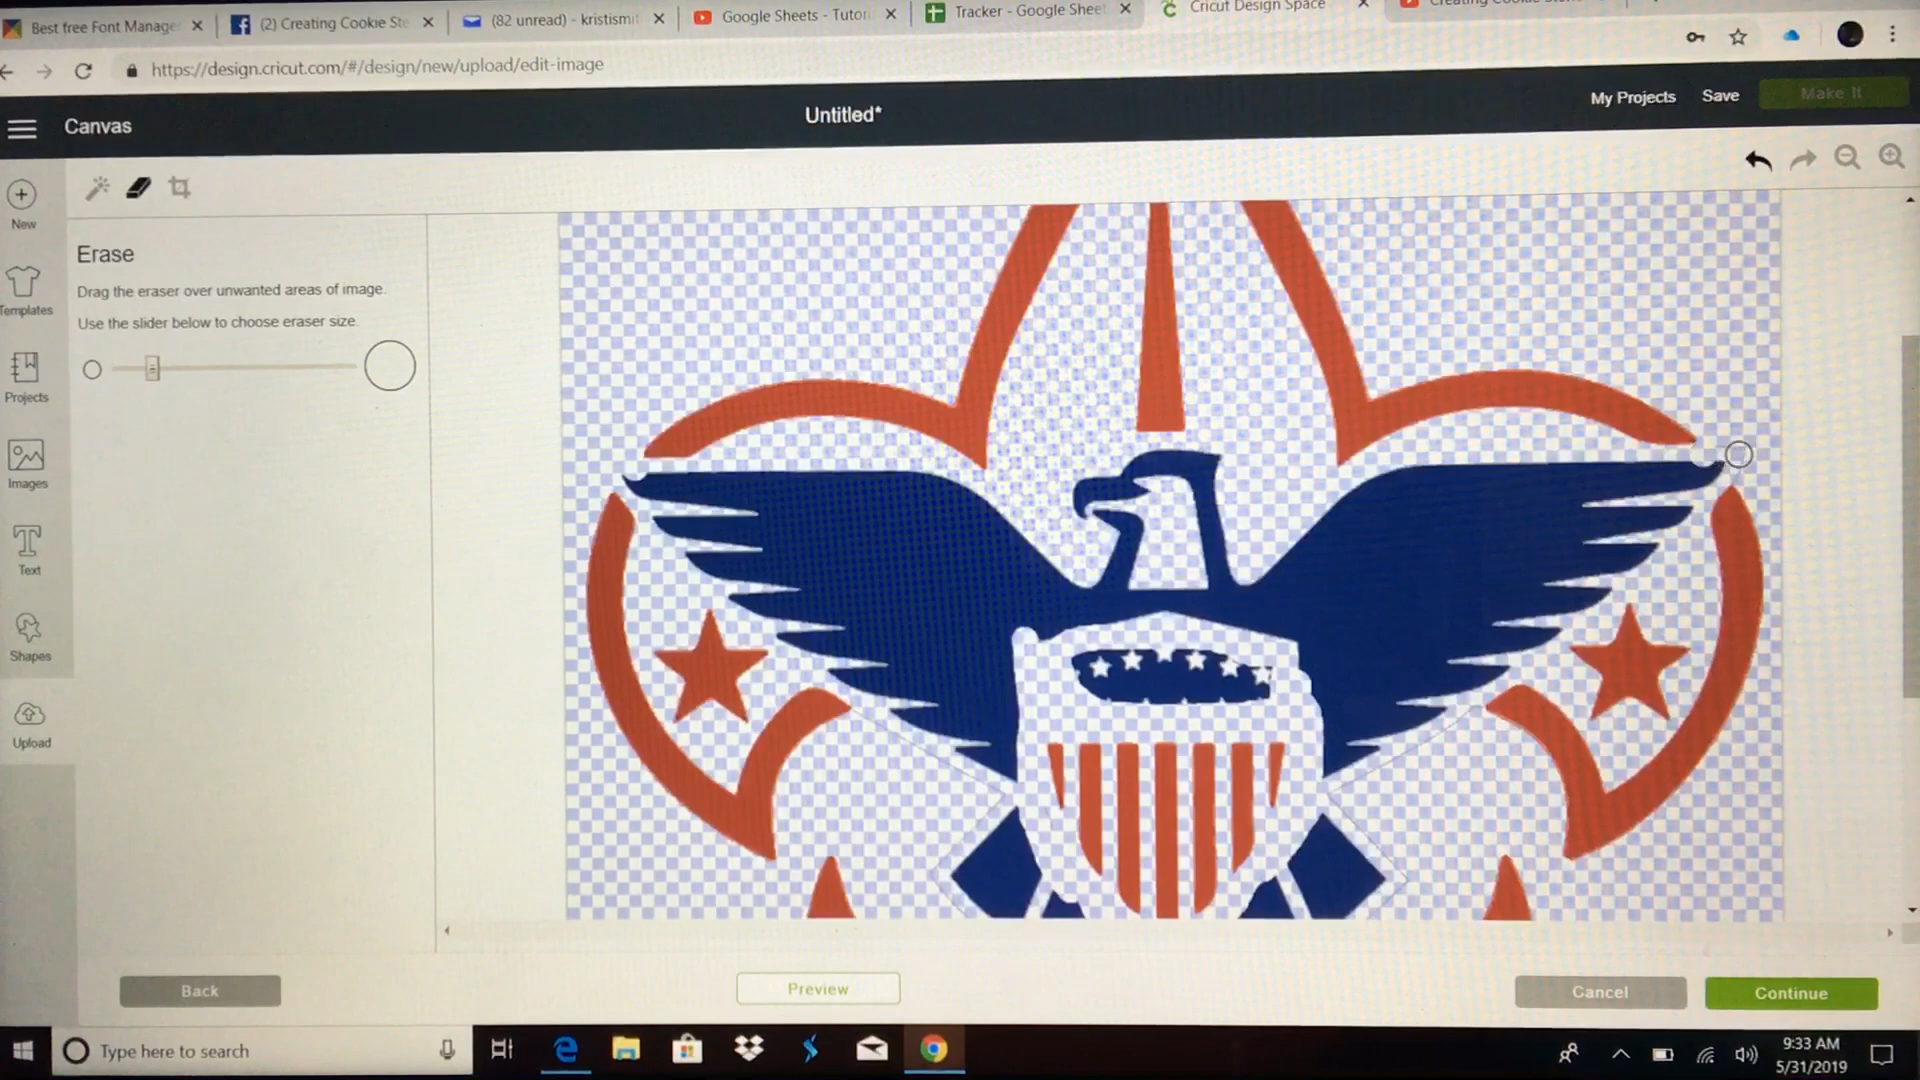 Best free Font Manage
(2) Creating Cookie Ste
(82 unread) - kristismit
Google Sheets - Tutori
Tracker - Google Sheet
Cricut Design Space
https://design.cricut.com/#/design/new/upload/edit-image
Canvas
Untitled*
My Projects
Save
Make It
New
Templates
Projects
Images
Text
Shapes
Upload
Erase
Drag the eraser over unwanted areas of image.
Use the slider below to choose eraser size.
Back
Preview
Cancel
Continue
Type here to search
9:33 AM
5/31/2019